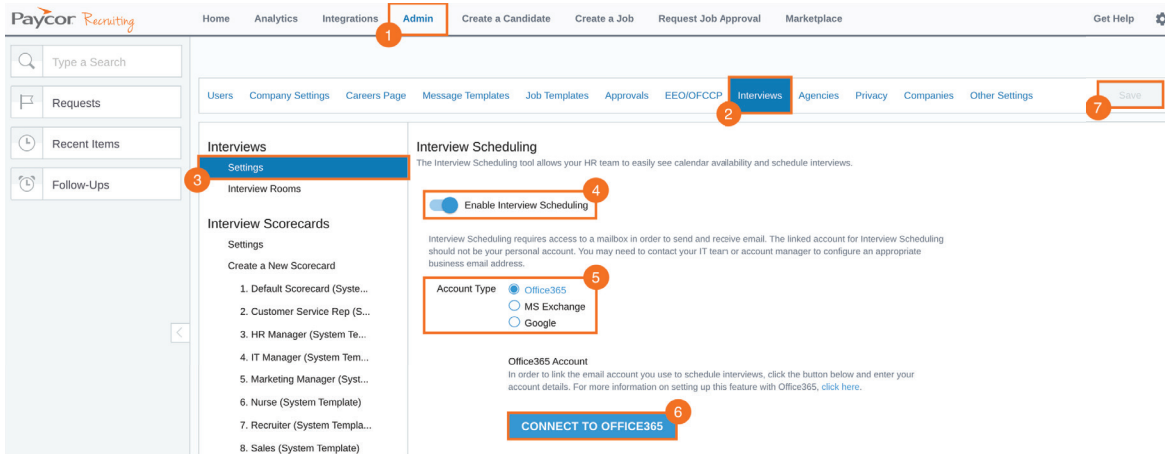 Paycor Recruiting
Home Analytics Integrations Admin Create a Candidate Create a Job Request Job Approval Marketplace Get Help
1
Type a Search
Requests
Recent Items
Follow-Ups
Users Company Settings Careers Page Message Templates Job Templates Approvals EEO/OFCCP Interviews Agencies Privacy Companies Other Settings Save
2
7
Interviews
Settings
3
Interview Rooms
Interview Scorecards
Settings
Create a New Scorecard
1. Default Scorecard (Syste...
2. Customer Service Rep (S...
3. HR Manager (System Te...
4. IT Manager (System Tem...
5. Marketing Manager (Syst...
6. Nurse (System Template)
7. Recruiter (System Templa...
8. Sales (System Template)
Interview Scheduling
The Interview Scheduling tool allows your HR team to easily see calendar availability and schedule interviews.
4
Enable Interview Scheduling
Interview Scheduling requires access to a mailbox in order to send and receive email. The linked account for Interview Scheduling
should not be your personal account. You may need to contact your IT team or account manager to configure an appropriate
business email address.
5
Account Type Office365
MS Exchange
Google
Office365 Account
In order to link the email account you use to schedule interviews, click the button below and enter your
account details. For more information on setting up this feature with Office365, click here.
6
CONNECT TO OFFICE365